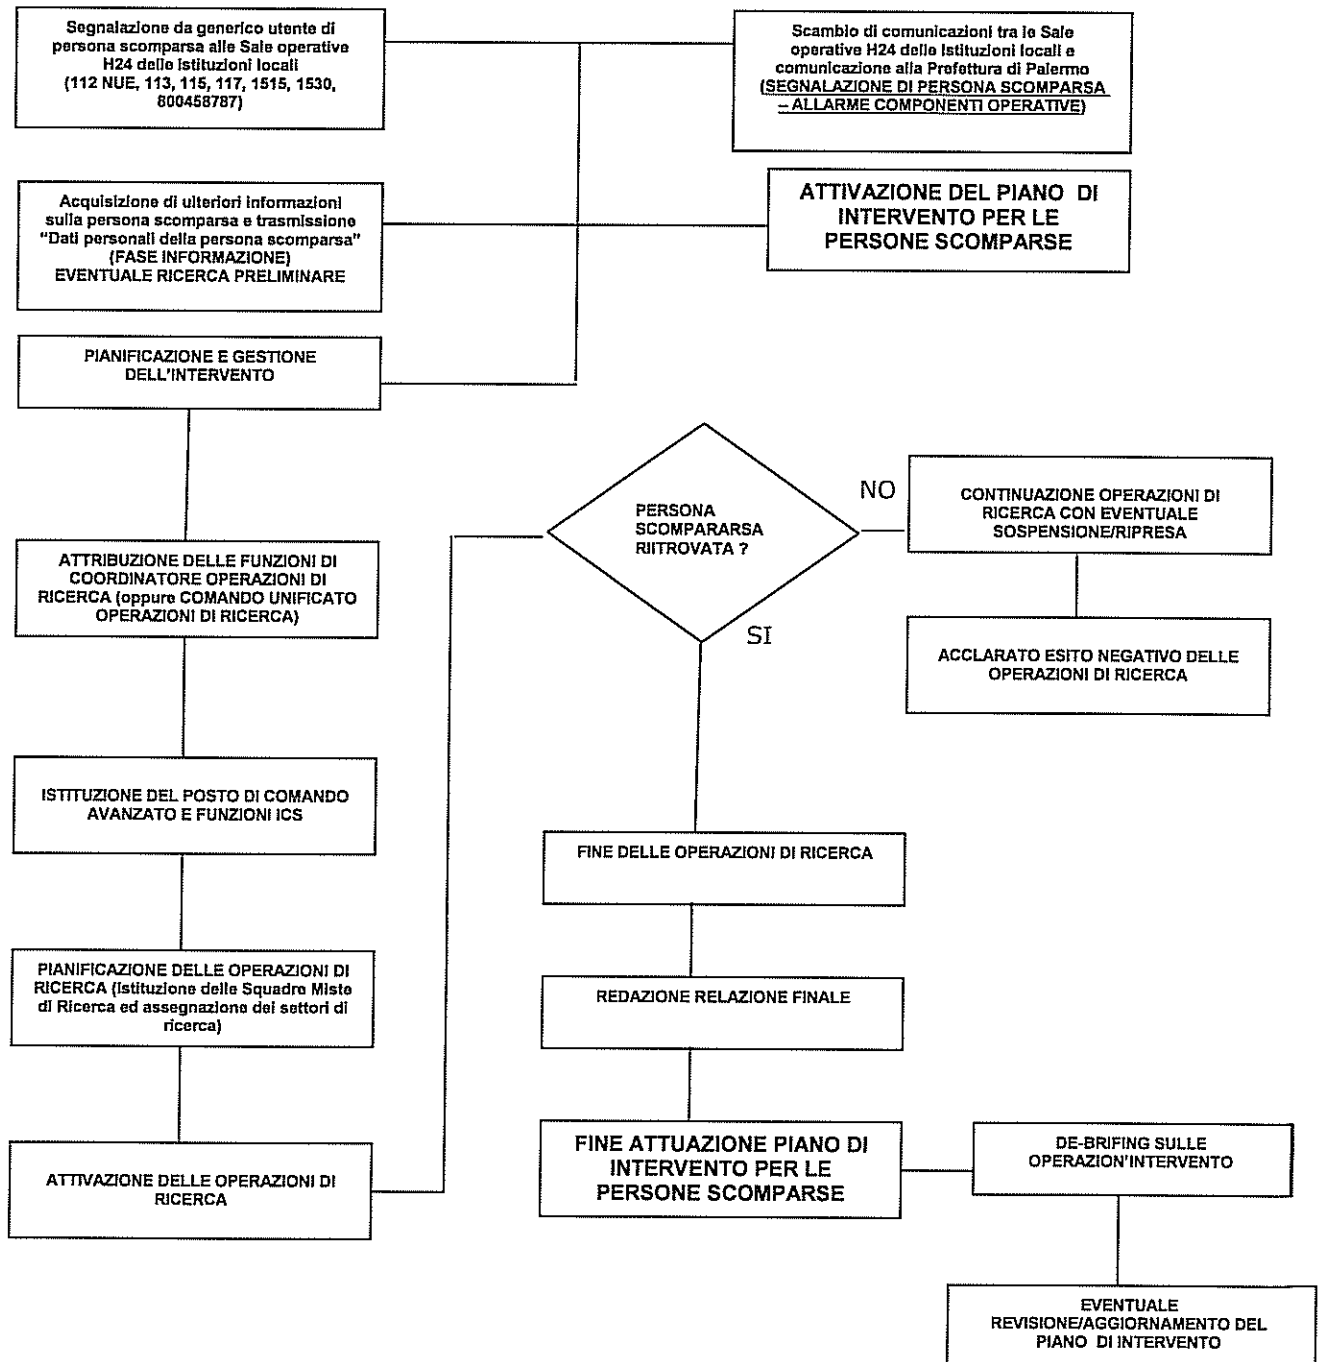 Segnalazione da generico utente di
persona scomparsa alle Sale operative
H24 delle Istituzioni locali
(112 NUE, 113, 115, 117, 1515, 1530,
800458787)
Scambio di comunicazioni tra le Sale
operative H24 delle Istituzioni locali e
comunicazione alla Prefettura di Palermo
(SEGNALAZIONE DI PERSONA SCOMPARSA
– ALLARME COMPONENTI OPERATIVE)
Acquisizione di ulteriori informazioni
sulla persona scomparsa e trasmissione
"Dati personali della persona scomparsa"
(FASE INFORMAZIONE)
EVENTUALE RICERCA PRELIMINARE
ATTIVAZIONE DEL PIANO DI
INTERVENTO PER LE
PERSONE SCOMPARSE
PIANIFICAZIONE E GESTIONE
DELL'INTERVENTO
ATTRIBUZIONE DELLE FUNZIONI DI
COORDINATORE OPERAZIONI DI
RICERCA (oppure COMANDO UNIFICATO
OPERAZIONI DI RICERCA)
ISTITUZIONE DEL POSTO DI COMANDO
AVANZATO E FUNZIONI ICS
PIANIFICAZIONE DELLE OPERAZIONI DI
RICERCA (Istituzione delle Squadre Miste
di Ricerca ed assegnazione dei settori di
ricerca)
ATTIVAZIONE DELLE OPERAZIONI DI
RICERCA
PERSONA
SCOMPARARSA
RIITROVATA ?
NO
CONTINUAZIONE OPERAZIONI DI
RICERCA CON EVENTUALE
SOSPENSIONE/RIPRESA
ACCLARATO ESITO NEGATIVO DELLE
OPERAZIONI DI RICERCA
SI
FINE DELLE OPERAZIONI DI RICERCA
REDAZIONE RELAZIONE FINALE
FINE ATTUAZIONE PIANO DI
INTERVENTO PER LE
PERSONE SCOMPARSE
DE-BRIFING SULLE
OPERAZION'INTERVENTO
EVENTUALE
REVISIONE/AGGIORNAMENTO DEL
PIANO DI INTERVENTO